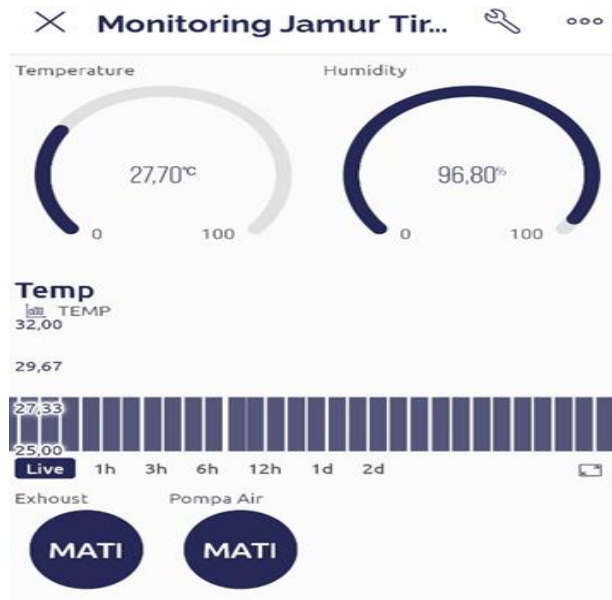 Monitoring Jamur Tir...
Temperature
Humidity
27,70°C
96,80%
0
100
0
100
Temp
TEMP
32,00
29,67
27,33
25,00
Live 1h 3h 6h 12h 1d 2d
Exhoust
Pompa Air
MATI
MATI